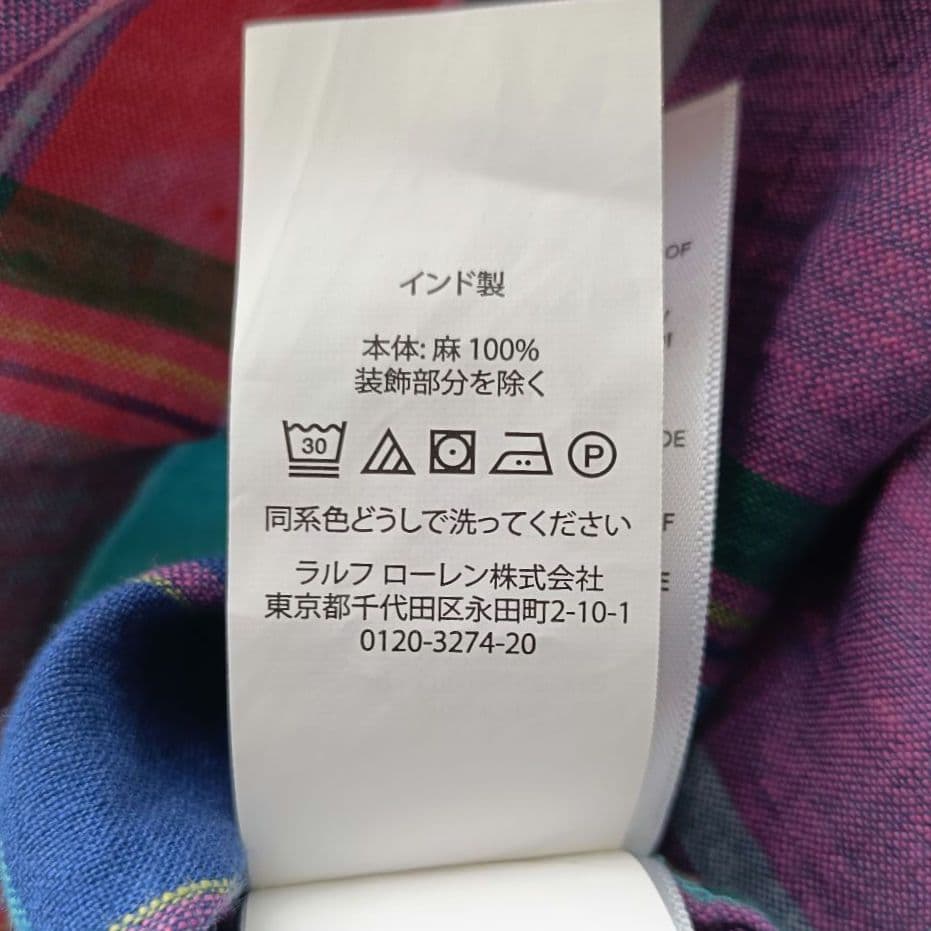 インド製
本体: 麻 100%
装飾部分を除く
30
P
同系色どうしで洗ってください
ラルフ ローレン株式会社
東京都千代田区永田町2-10-1
0120-3274-20
OF
DE